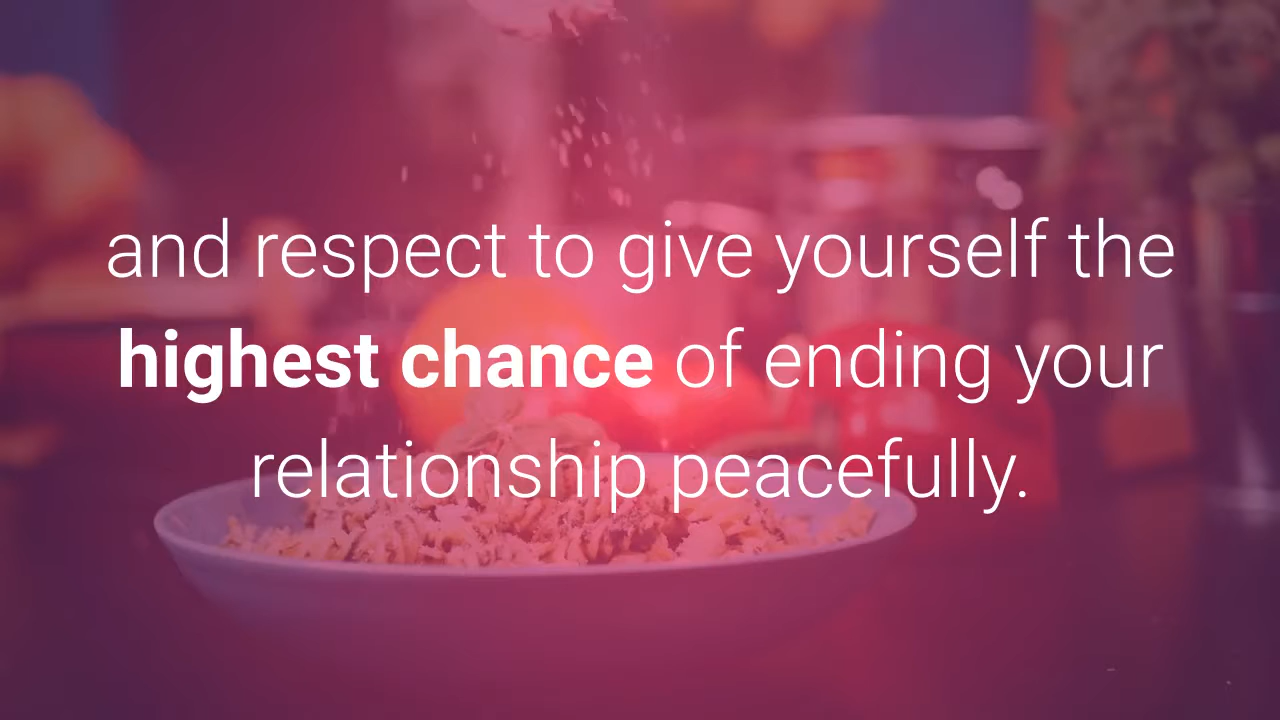 and respect to give yourself the
highest chance of ending your
relationship peacefully.